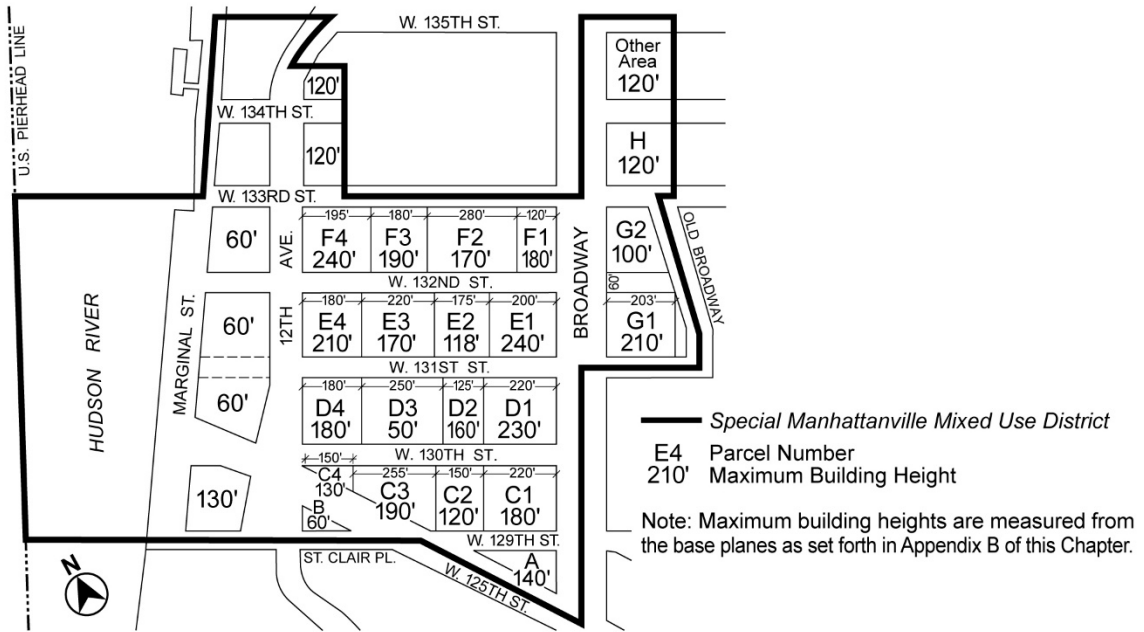 W. 135TH ST.
U.S. PIERHEAD LINE
Other
Area
120'
120'
W. 134TH ST.
120'
H
120'
W. 133RD ST.
195'
180'
280'
120'
60'
AVE.
F4
240'
F3
190'
F2
170'
F1
180'
G2
100'
OLD BROADWAY
W. 132ND ST.
60'
BROADWAY
HUDSON RIVER
MARGINAL ST.
60'
12TH
180'
220'
175'
200'
203'
E4
210'
E3
170'
E2
118'
E1
240'
G1
210'
W. 131ST ST.
60'
180'
250'
125'
220'
D4
180'
D3
50'
D2
160'
D1
230'
W. 130TH ST.
130'
150'
255'
150'
220'
C4
130'
C3
190'
C2
120'
C1
180'
B
60'
W. 129TH ST.
A
140'
ST. CLAIR PL.
W. 125TH ST.
N
Special Manhattanville Mixed Use District
E4 Parcel Number
210' Maximum Building Height
Note: Maximum building heights are measured from
the base planes as set forth in Appendix B of this Chapter.